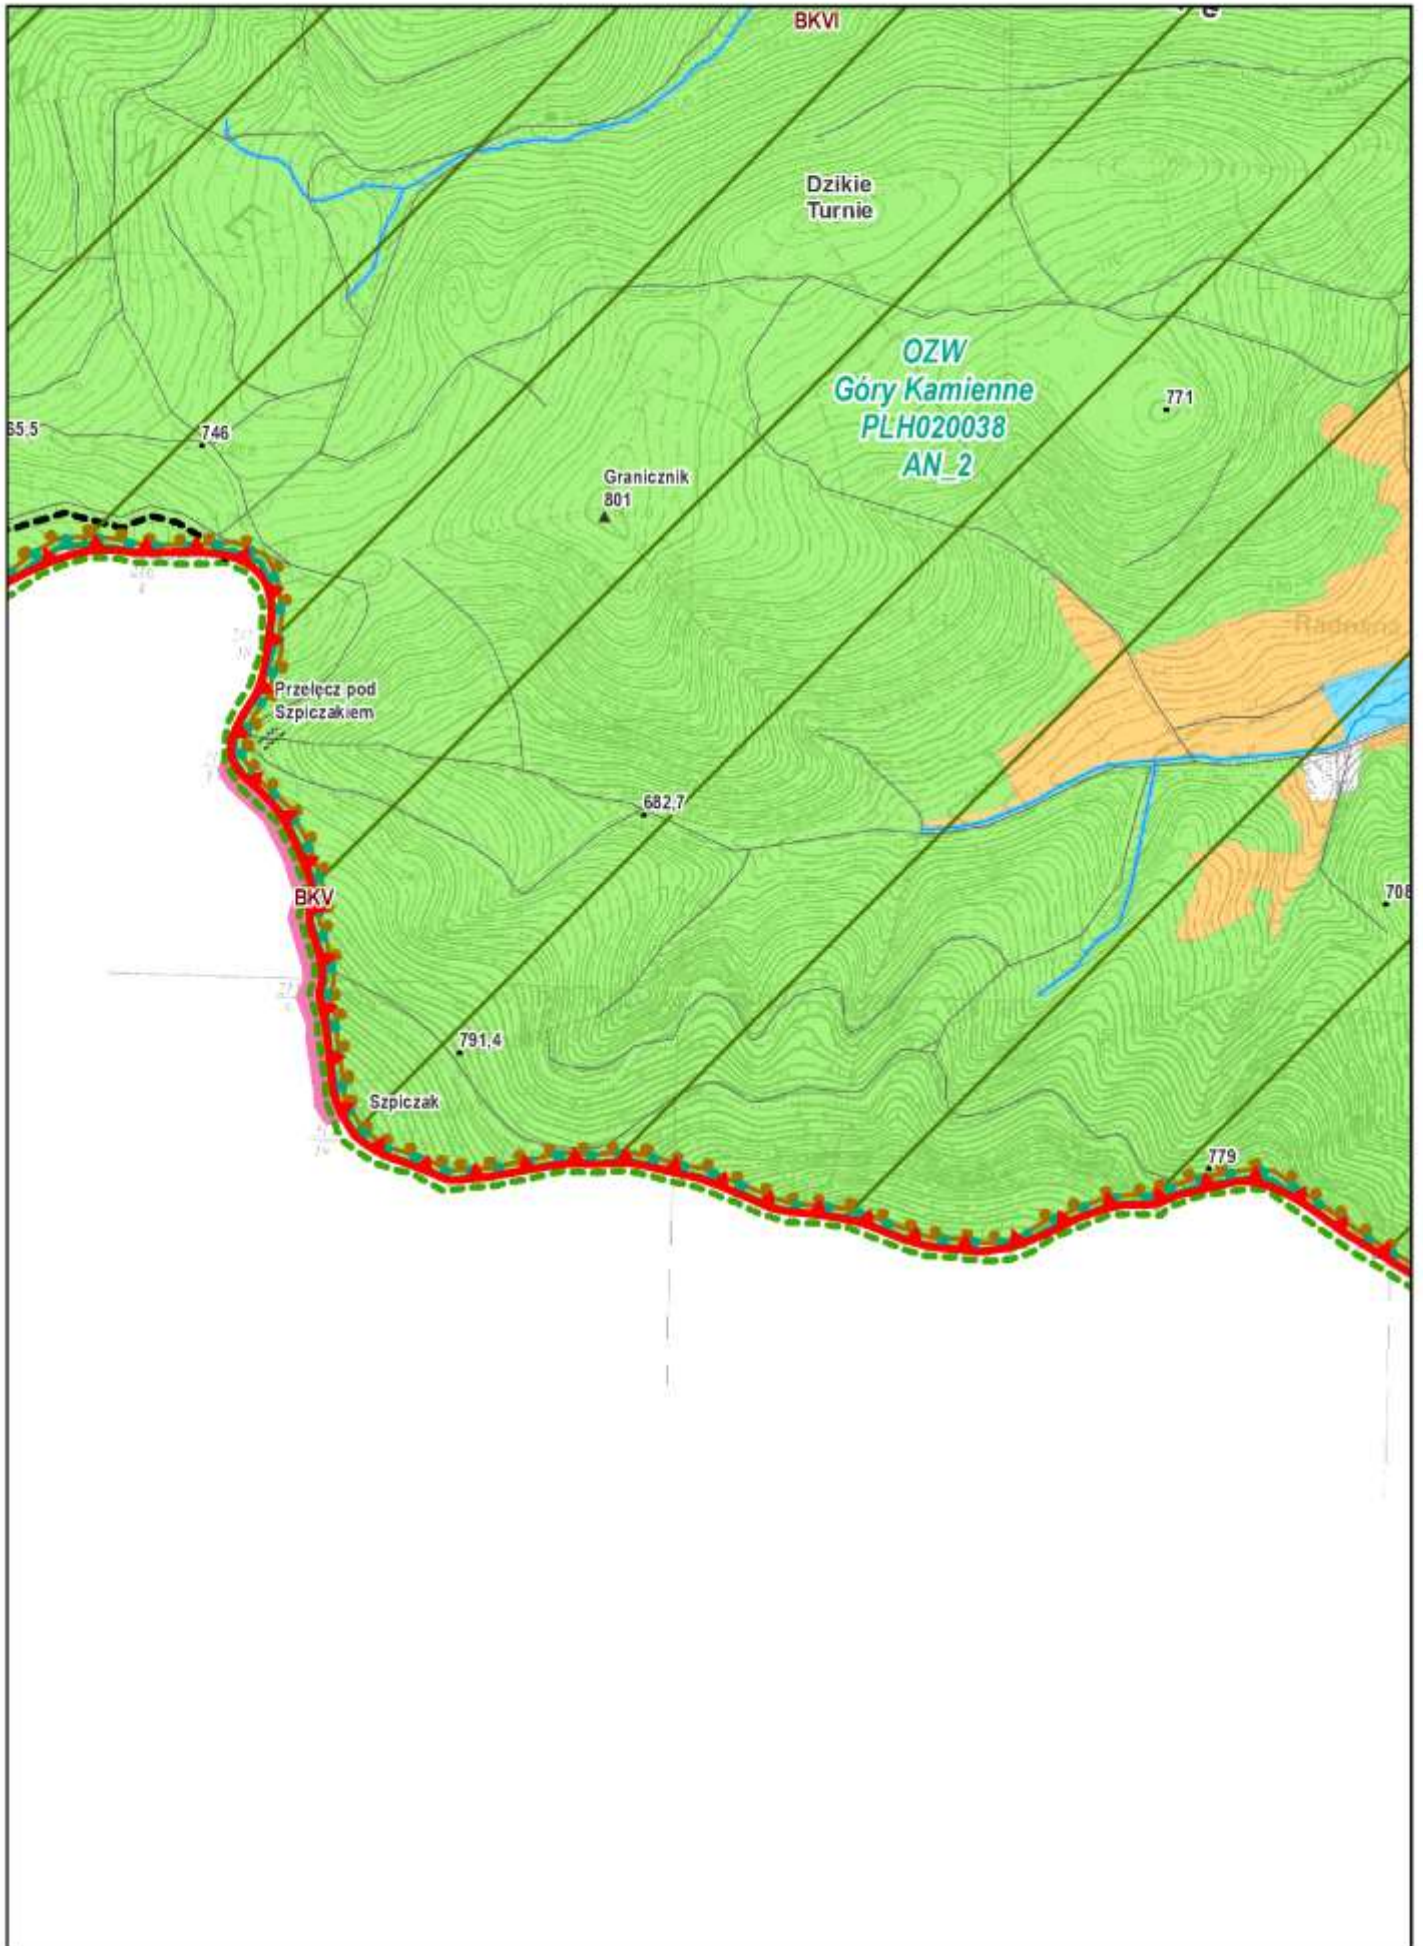 BKVI
Dzikie
Turnie
OZW
Góry Kamienne
PLH020038
AN_2
771
65,5
746
Granicznik
801
Radosna
Przełęcz pod
Szpiczakiem
682,7
BKV
708
791,4
Szpiczak
779